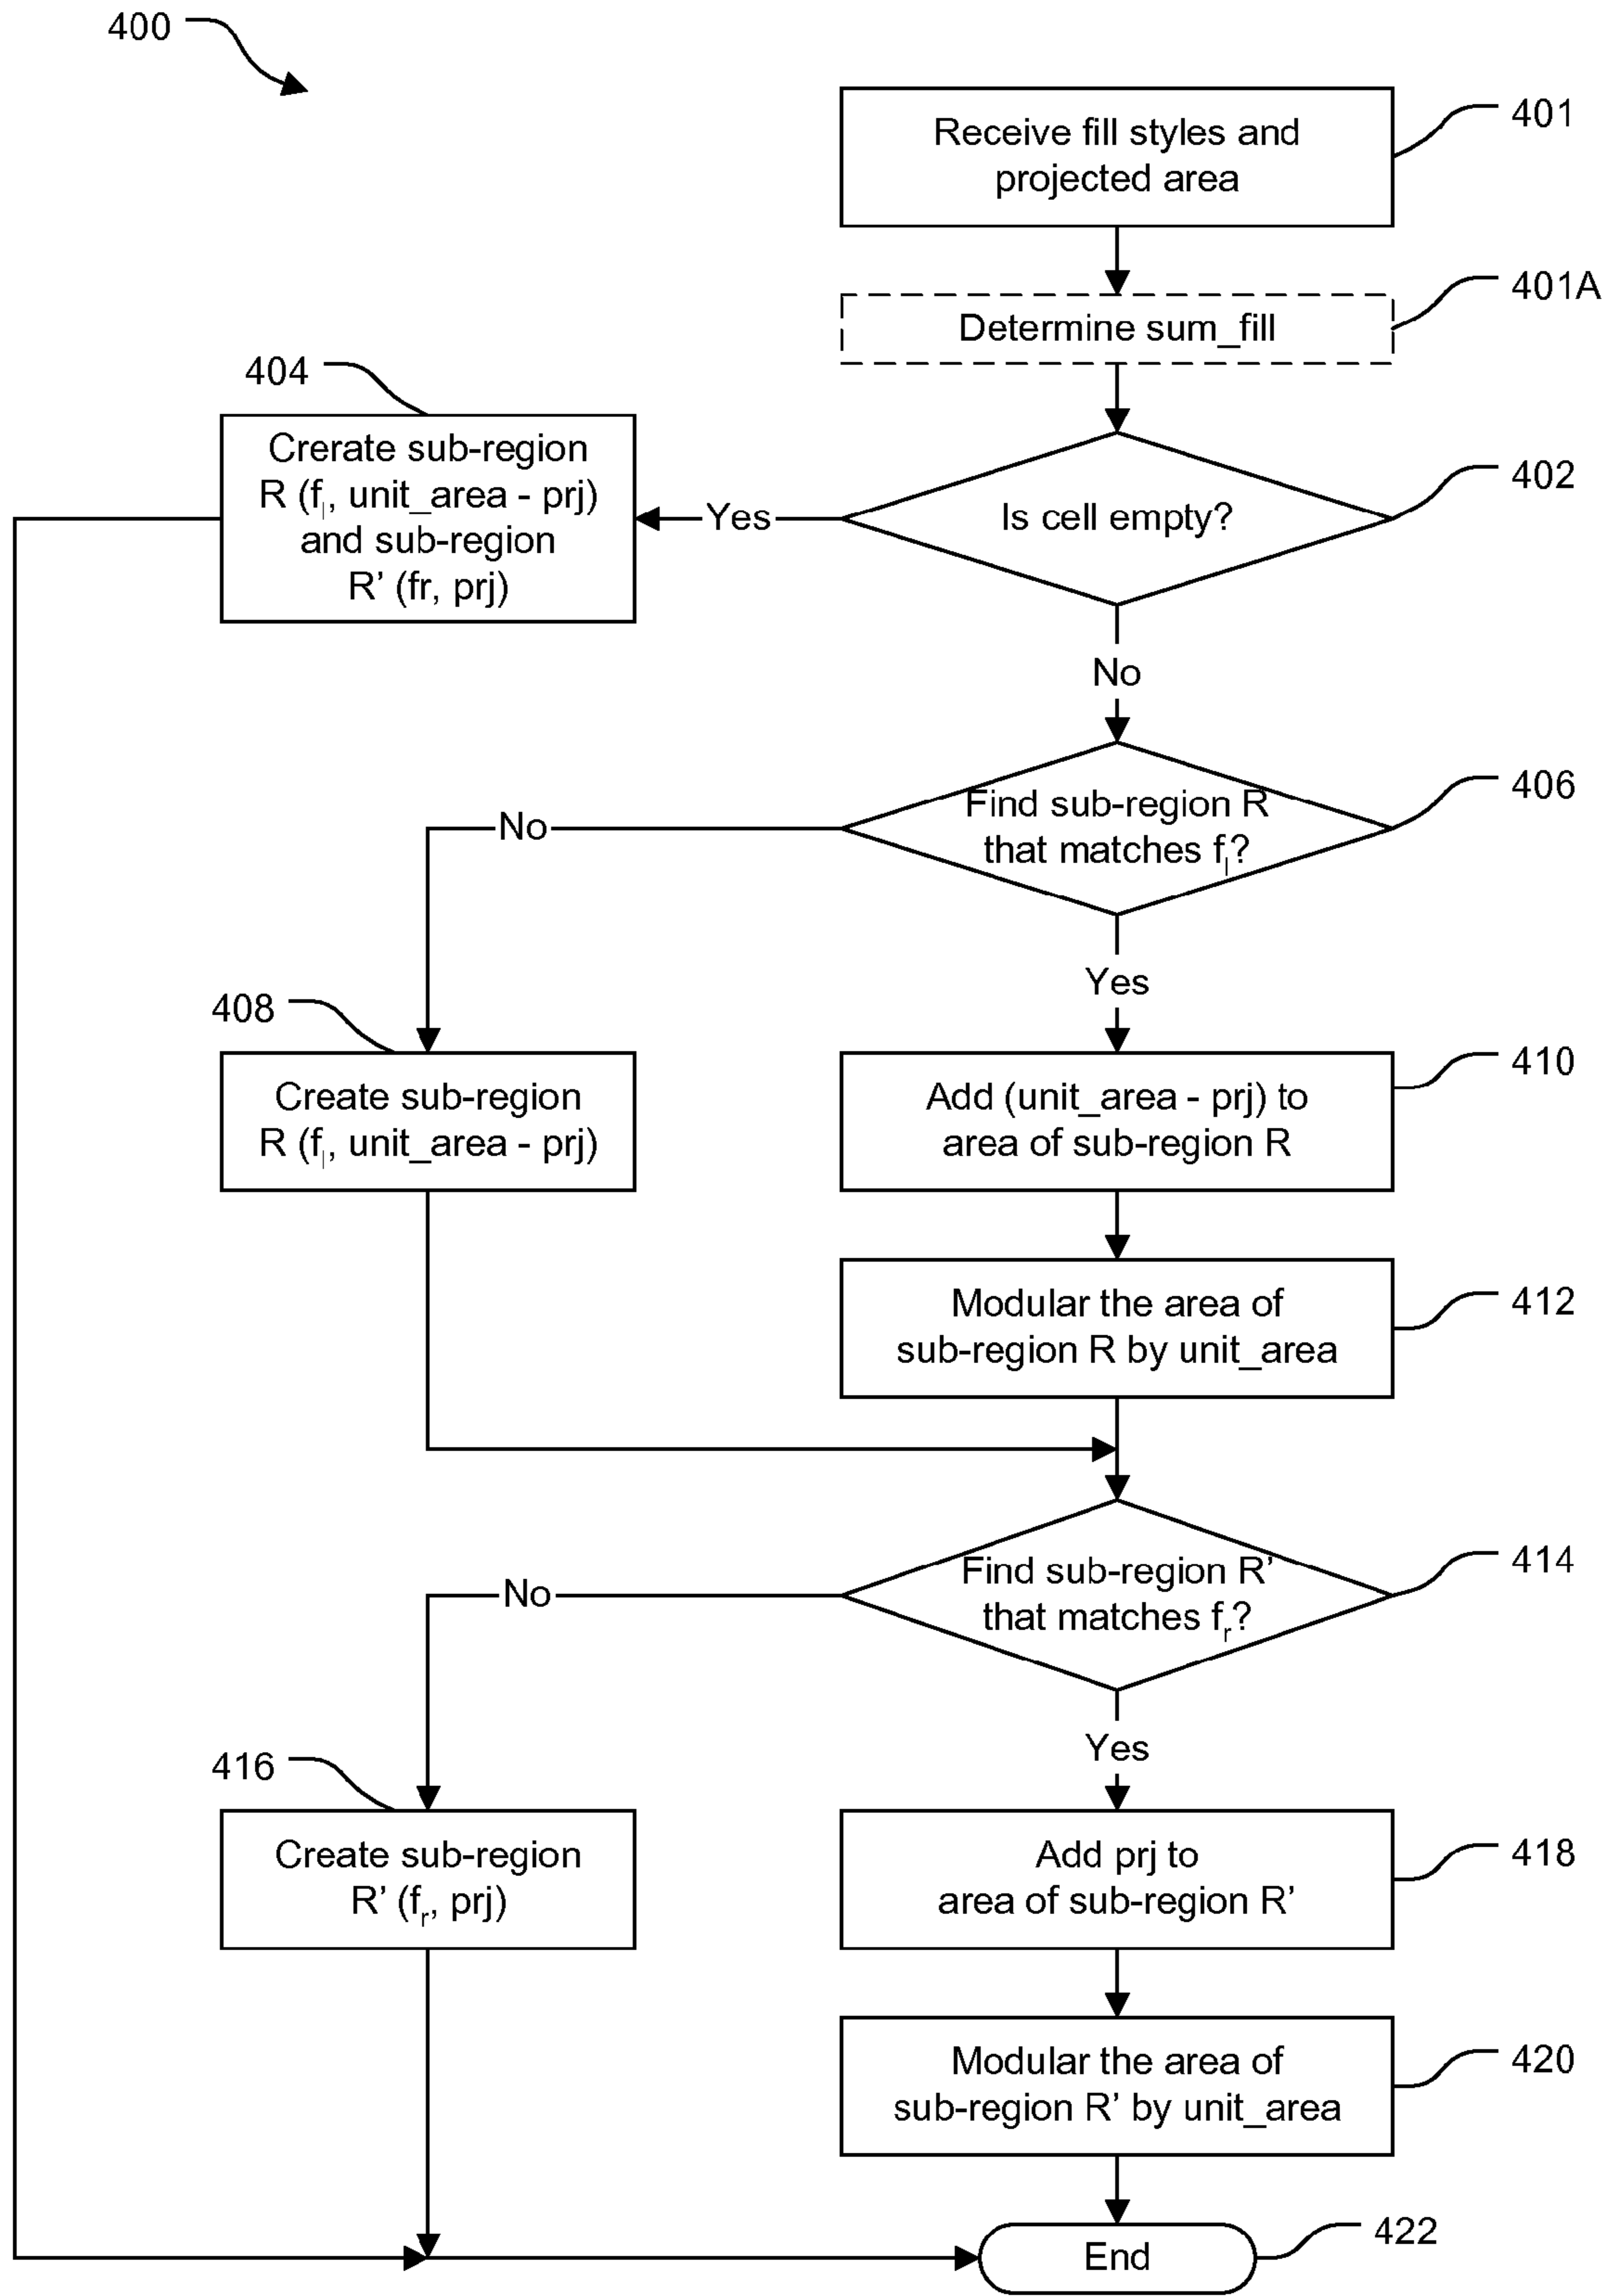 400
401
Receive fill styles and
projected area
401A
Determine sum_fill
404
Crerate sub-region
R (fl, unit_area - prj)
and sub-region
R’ (fr, prj)
Yes
402
Is cell empty?
No
406
Find sub-region R
that matches fl?
No
Yes
408
Create sub-region
R (fl, unit_area - prj)
410
Add (unit_area - prj) to
area of sub-region R
412
Modular the area of
sub-region R by unit_area
414
Find sub-region R’
that matches fr?
No
Yes
416
Create sub-region
R’ (fr, prj)
418
Add prj to
area of sub-region R’
420
Modular the area of
sub-region R’ by unit_area
422
End